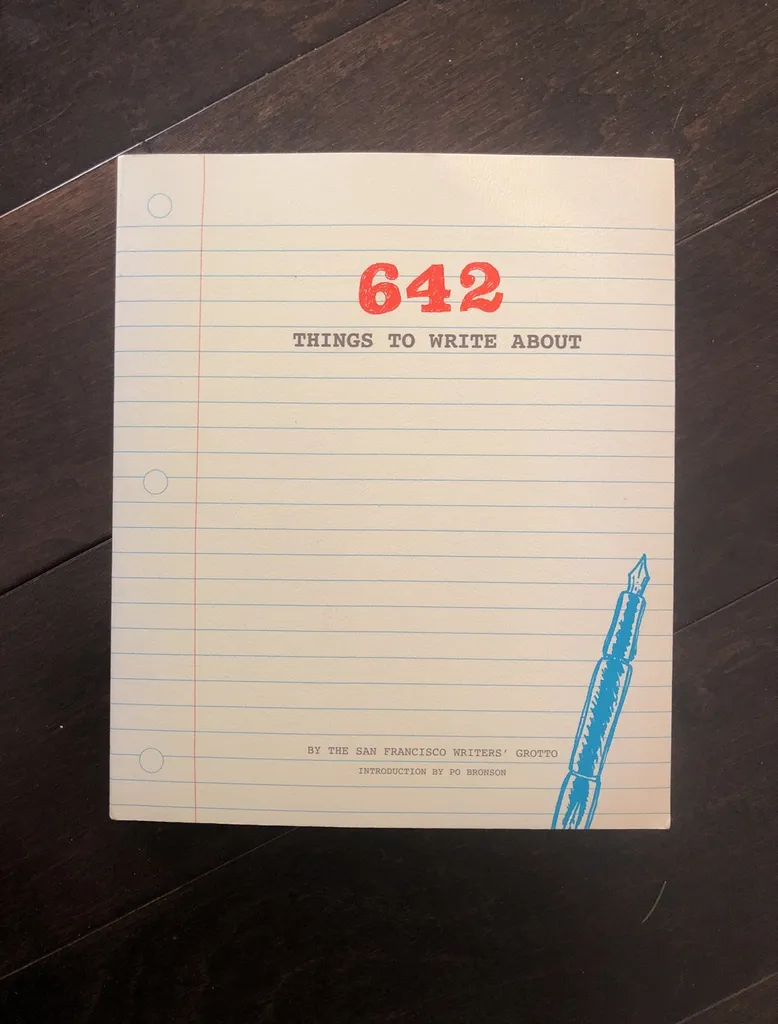 642
THINGS TO WRITE ABOUT
BY THE SAN FRANCISCO WRITERS' GROTTO
INTRODUCTION BY PO BRONSON